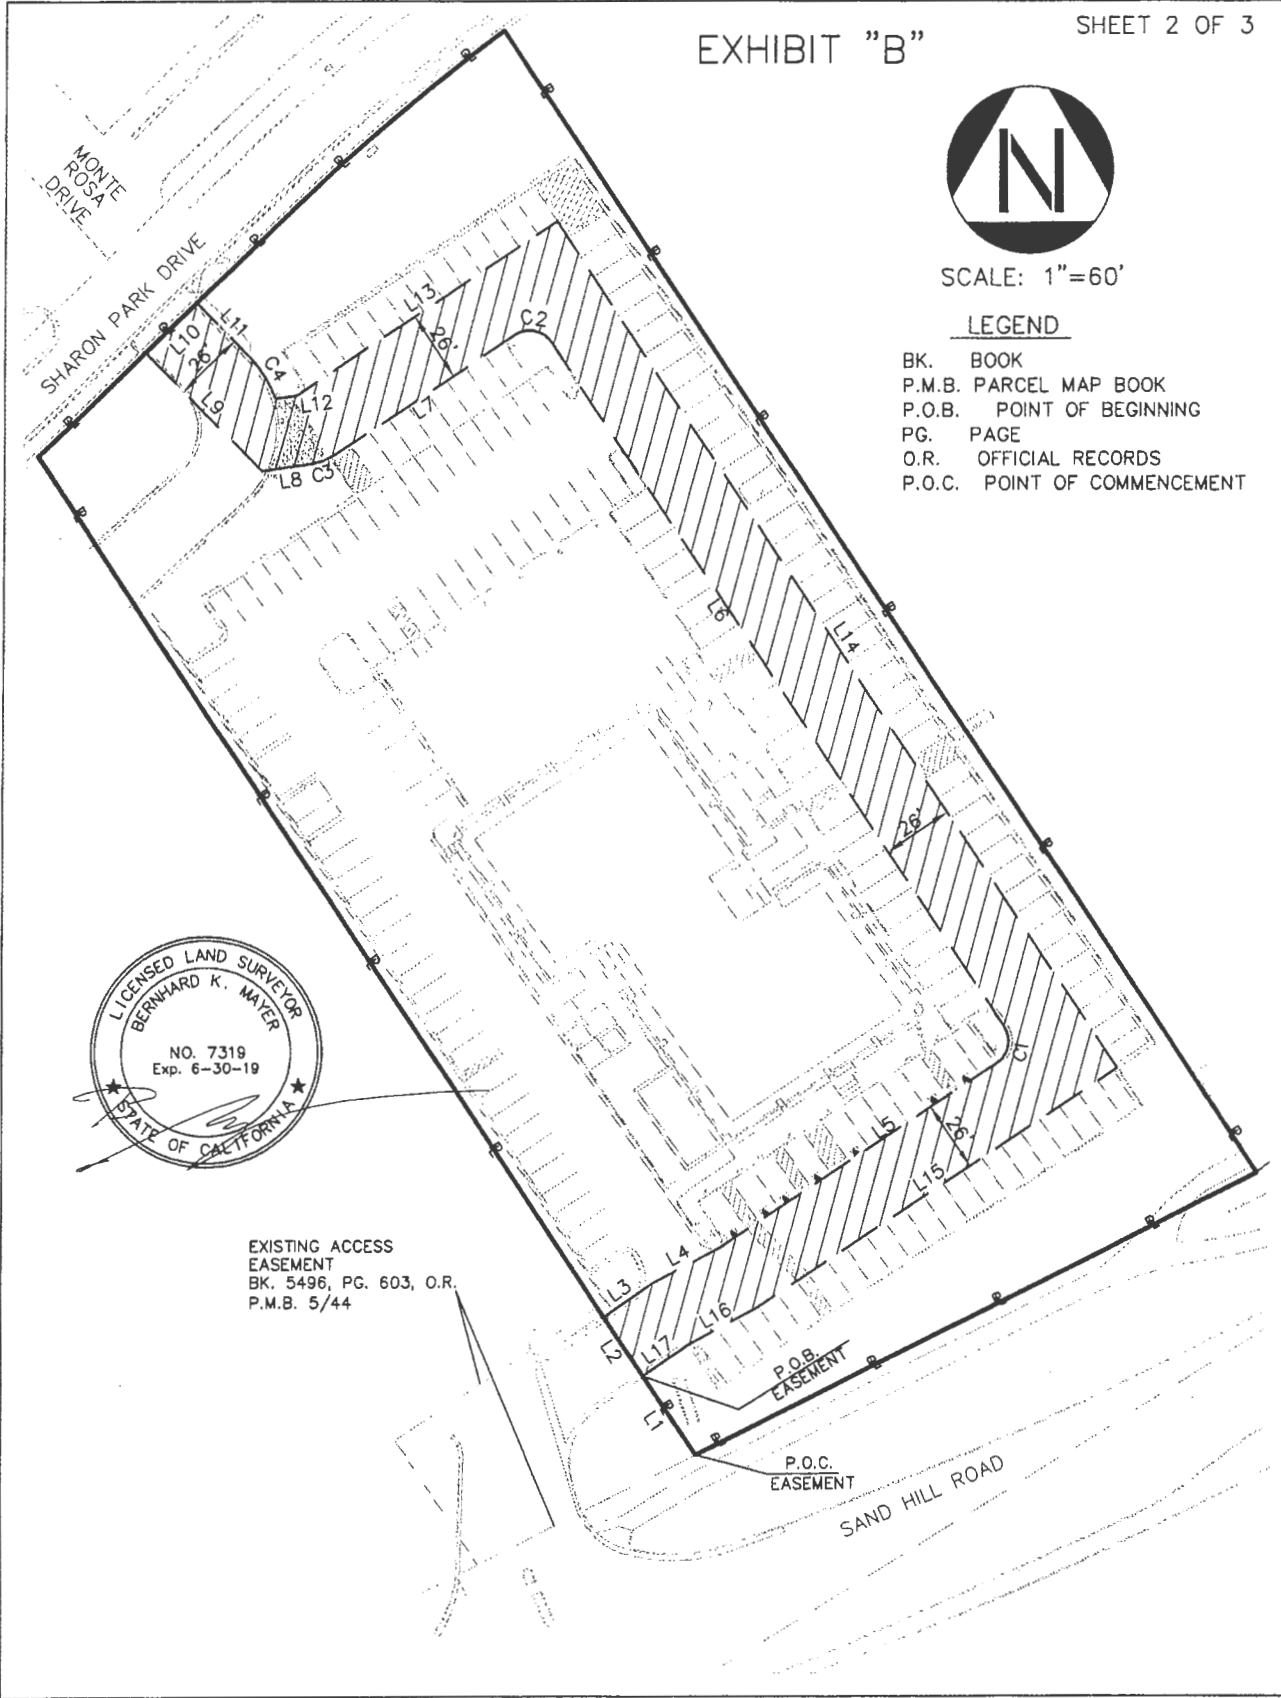 SHEET 2 OF 3
EXHIBIT "B"
N
SCALE: 1"=60'
LEGEND
BK. BOOK
P.M.B. PARCEL MAP BOOK
P.O.B. POINT OF BEGINNING
PG. PAGE
O.R. OFFICIAL RECORDS
P.O.C. POINT OF COMMENCEMENT
MONTE
ROSA
DRIVE
SHARON PARK DRIVE
L10
L11
26'
L9
C4
L12
L8
C3
L13
26'
L7
C2
L6
L14
26'
C1
L5
26'
L15
L4
L3
L16
L17
L2
L1
P.O.B.
EASEMENT
P.O.C.
EASEMENT
SAND HILL ROAD
LICENSED LAND SURVEYOR
BERNHARD K. MAYER
NO. 7319
Exp. 6-30-19
STATE OF CALIFORNIA
EXISTING ACCESS
EASEMENT
BK. 5496, PG. 603, O.R.
P.M.B. 5/44